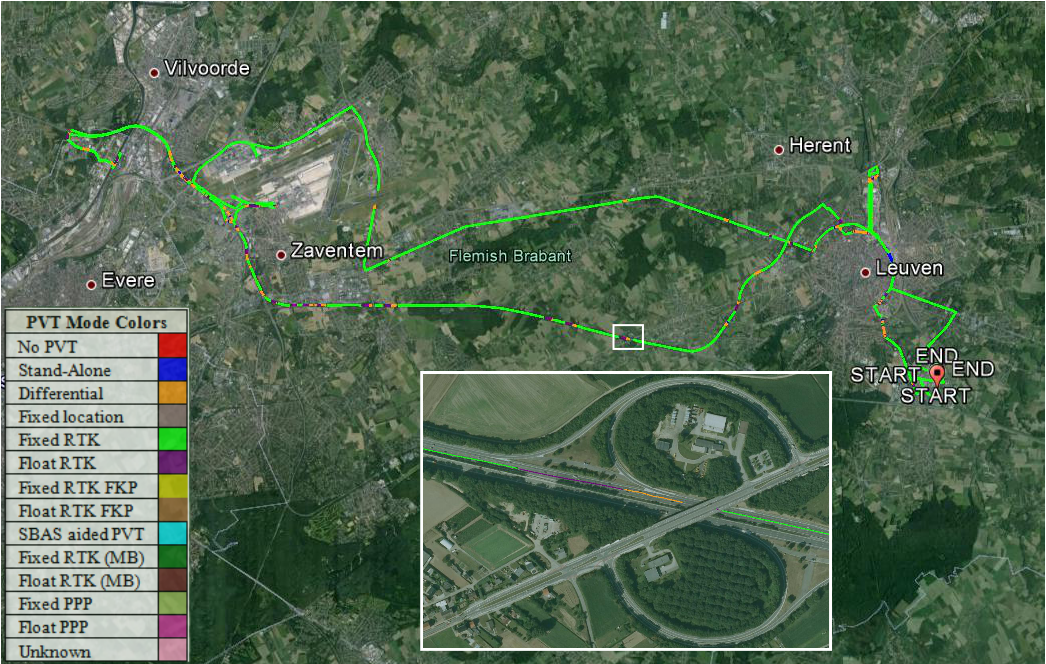 Vilvoorde
Herent
Zaventem
Flemish Brabant
Leuven
Evere
PVT Mode Colors
No PVT
Stand-Alone
Differential
Fixed location
Fixed RTK
Float RTK
Fixed RTK FKP
Float RTK FKP
SBAS aided PVT
Fixed RTK (MB)
Float RTK (MB)
Fixed PPP
Float PPP
Unknown
END
START
END
START